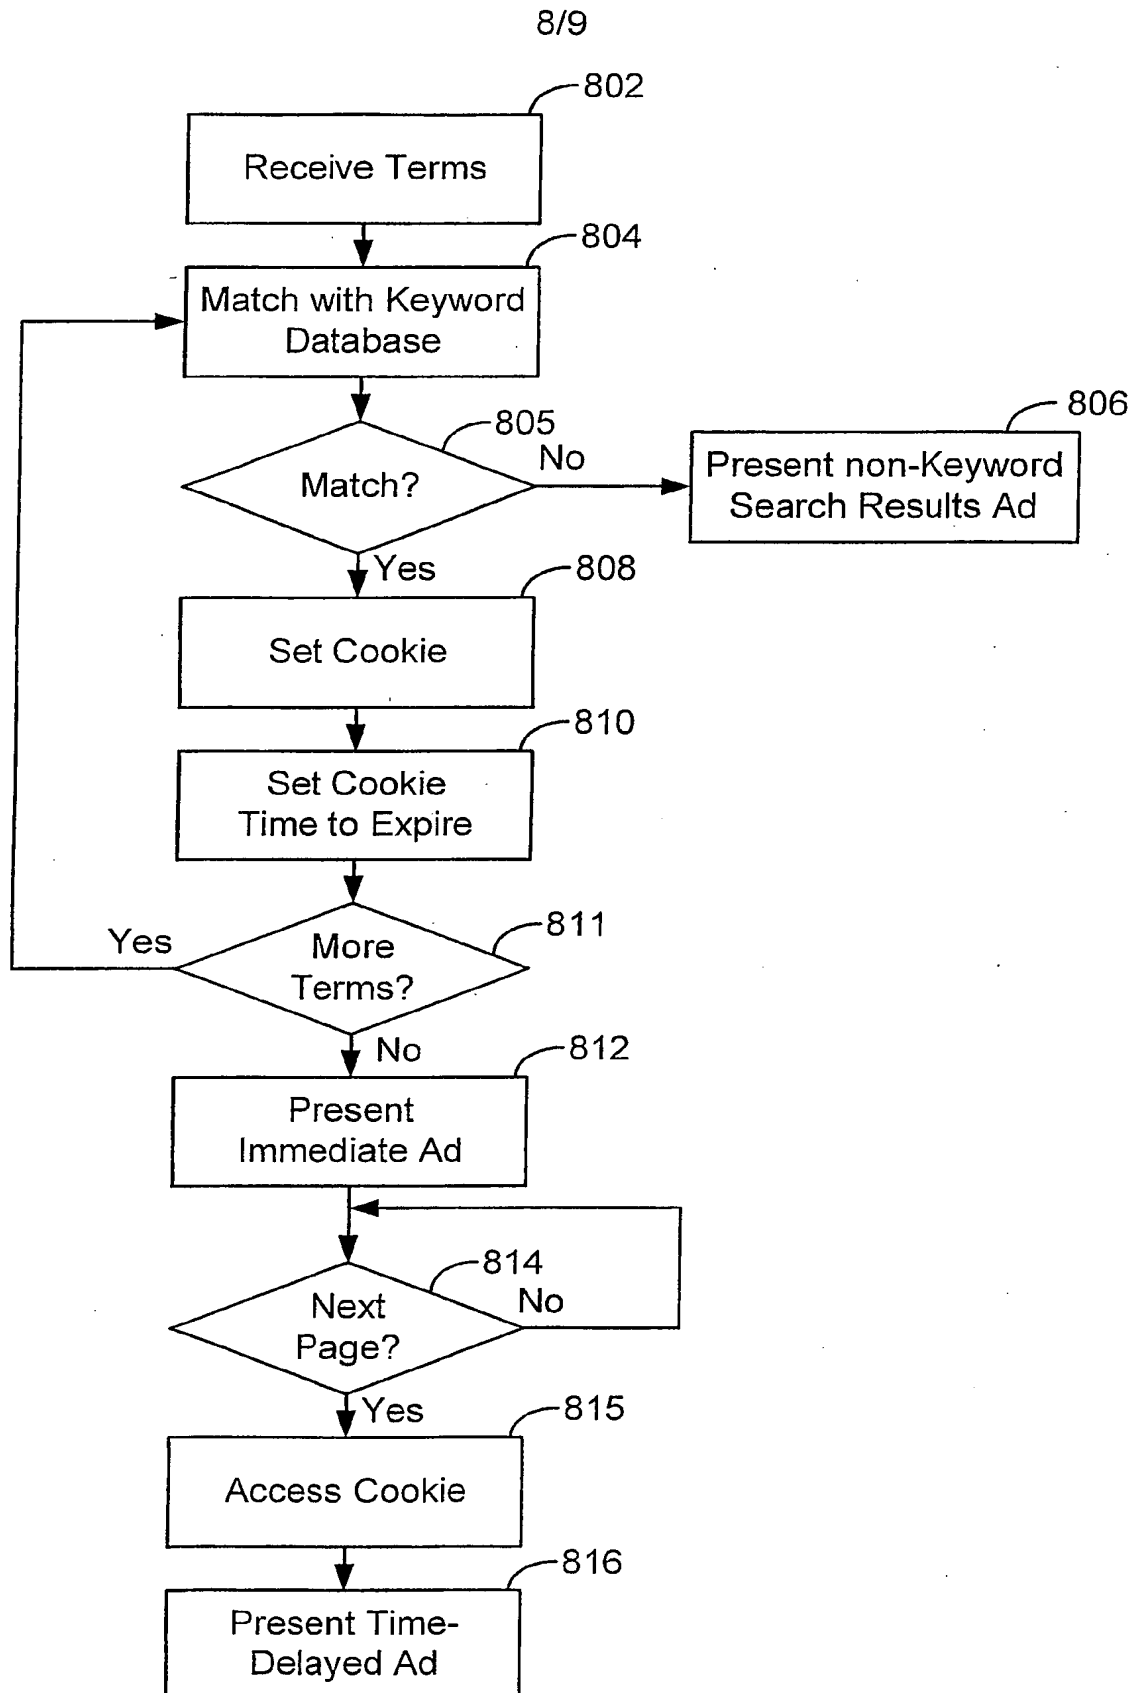 8/9
802
Receive Terms
804
Match with Keyword
Database
805
Match?
No
806
Present non-Keyword
Search Results Ad
Yes
808
Set Cookie
810
Set Cookie
Time to Expire
811
Yes
More
Terms?
No
812
Present
Immediate Ad
814
No
Next
Page?
Yes
815
Access Cookie
816
Present Time-
Delayed Ad